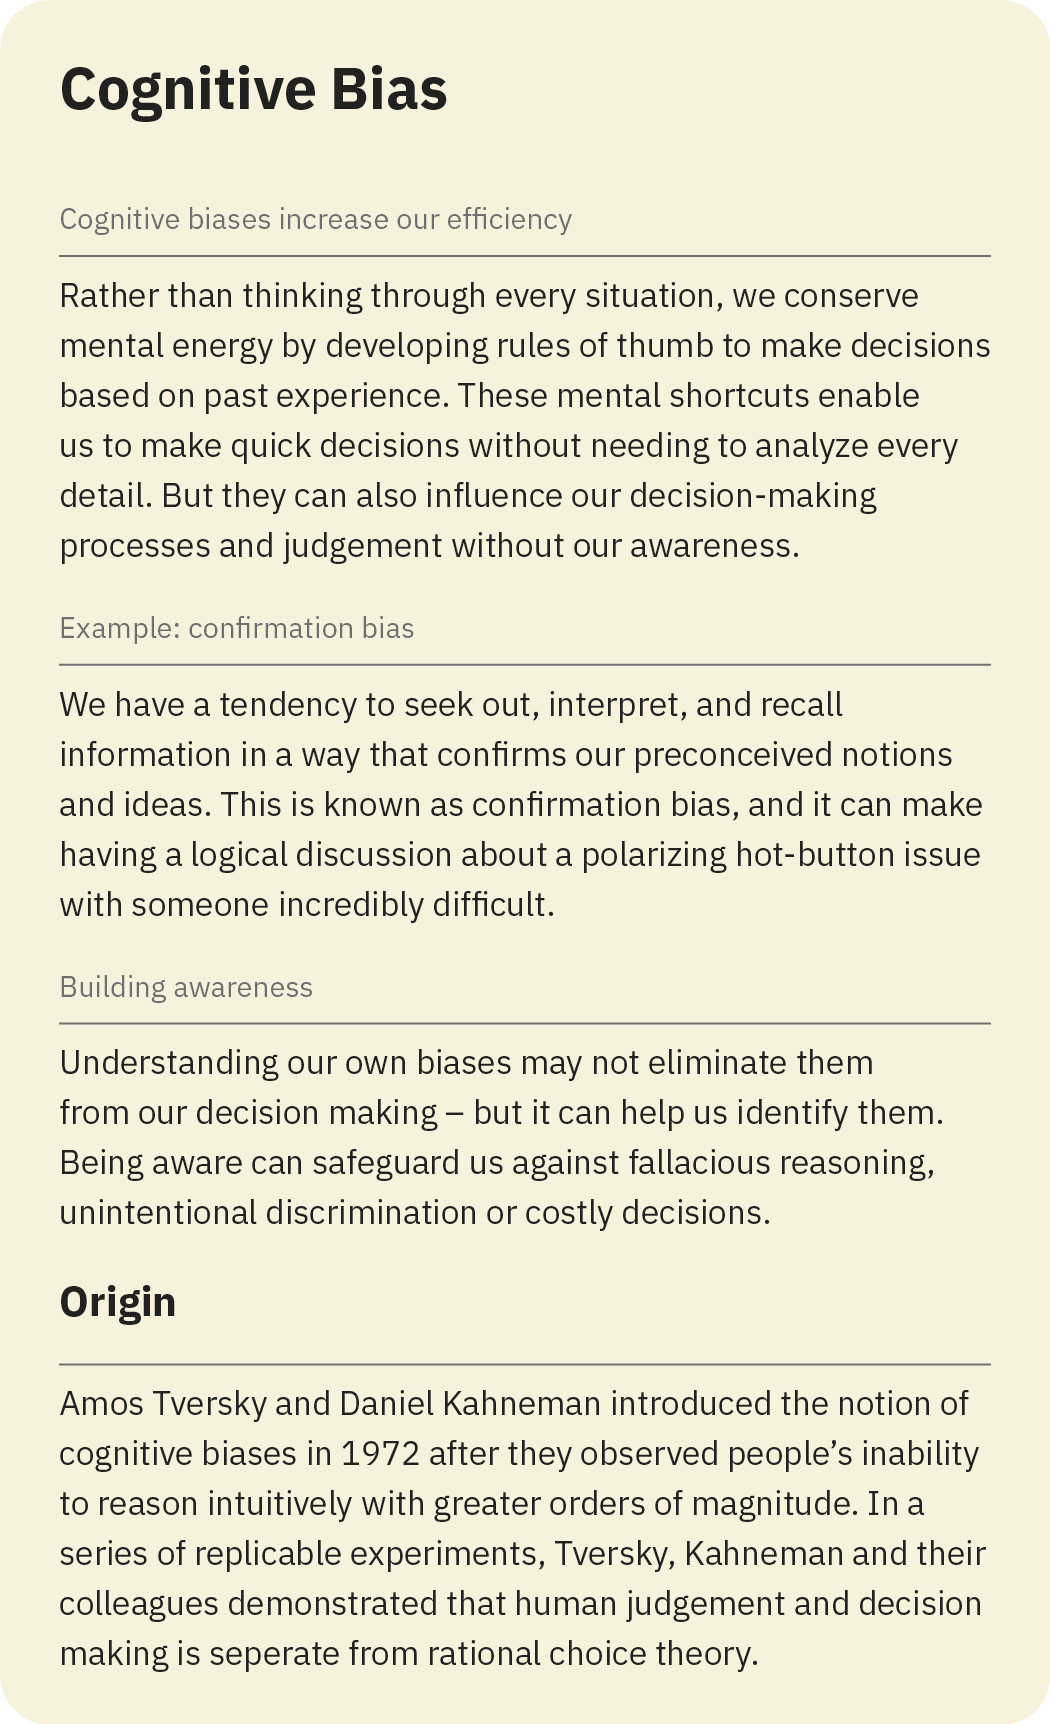 Cognitive Bias
Cognitive biases increase our efficiency
Rather than thinking through every situation, we conserve
mental energy by developing rules of thumb to make decisions
based on past experience. These mental shortcuts enable
us to make quick decisions without needing to analyze every
detail. But they can also influence our decision-making
processes and judgement without our awareness.
Example: confirmation bias
We have a tendency to seek out, interpret, and recall
information in a way that confirms our preconceived notions
and ideas. This is known as confirmation bias, and it can make
having a logical discussion about a polarizing hot-button issue
with someone incredibly difficult.
Building awareness
Understanding our own biases may not eliminate them
from our decision making – but it can help us identify them.
Being aware can safeguard us against fallacious reasoning,
unintentional discrimination or costly decisions.
Origin
Amos Tversky and Daniel Kahneman introduced the notion of
cognitive biases in 1972 after they observed people’s inability
to reason intuitively with greater orders of magnitude. In a
series of replicable experiments, Tversky, Kahneman and their
colleagues demonstrated that human judgement and decision
making is seperate from rational choice theory.